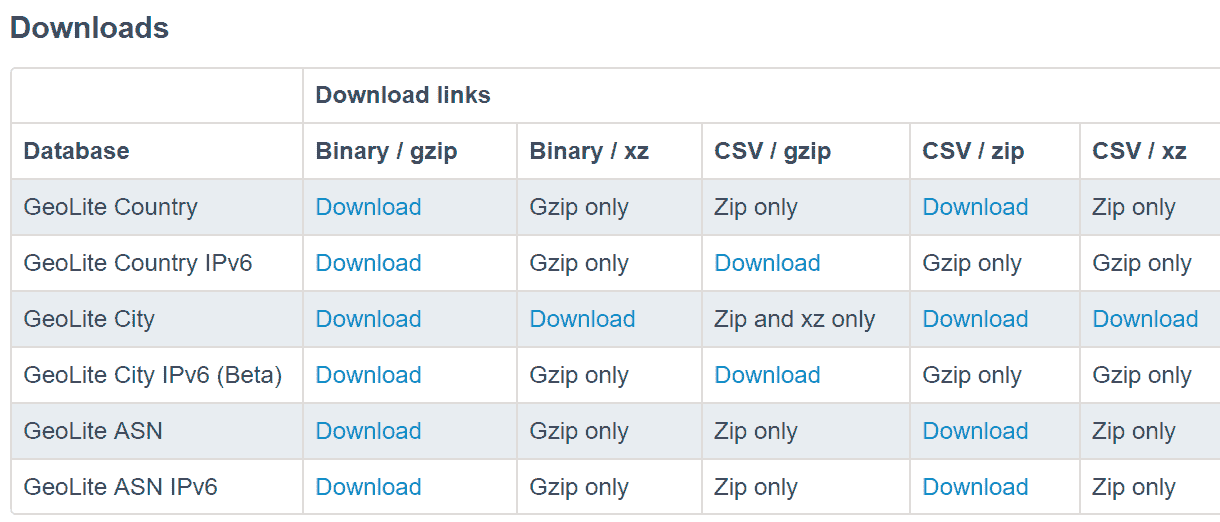 Downloads
Download links
Database Binary / gzip Binary / xz CSV / gzip CSV / zip CSV / xz
GeoLite Country Download Gzip only Zip only Download Zip only
GeoLite Country IPv6 Download Gzip only Download Gzip only Gzip only
GeoLite City Download Download Zip and xz only Download Download
GeoLite City IPv6 (Beta) Download Gzip only Download Gzip only Gzip only
GeoLite ASN Download Gzip only Zip only Download Zip only
GeoLite ASN IPv6 Download Gzip only Zip only Download Zip only